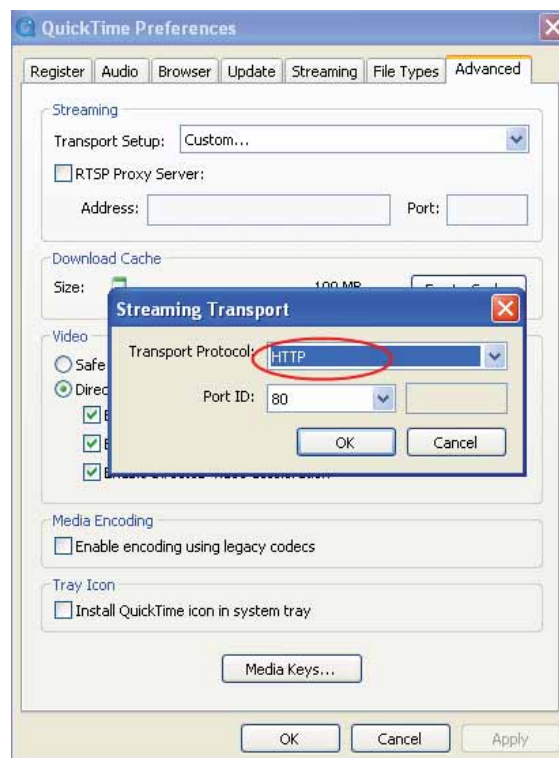 QuickTime Preferences
Register Audio Browser Update Streaming File Types Advanced
Streaming
Transport Setup: Custom...
RTSP Proxy Server:
Address: Port:
Download Cache
Size: 100 MB
Streaming Transport
Transport Protocol: HTTP
Port ID: 80
OK Cancel
Video
Safe
Media Encoding
Enable encoding using legacy codecs
Tray Icon
Install QuickTime icon in system tray
Media Keys...
OK Cancel Apply